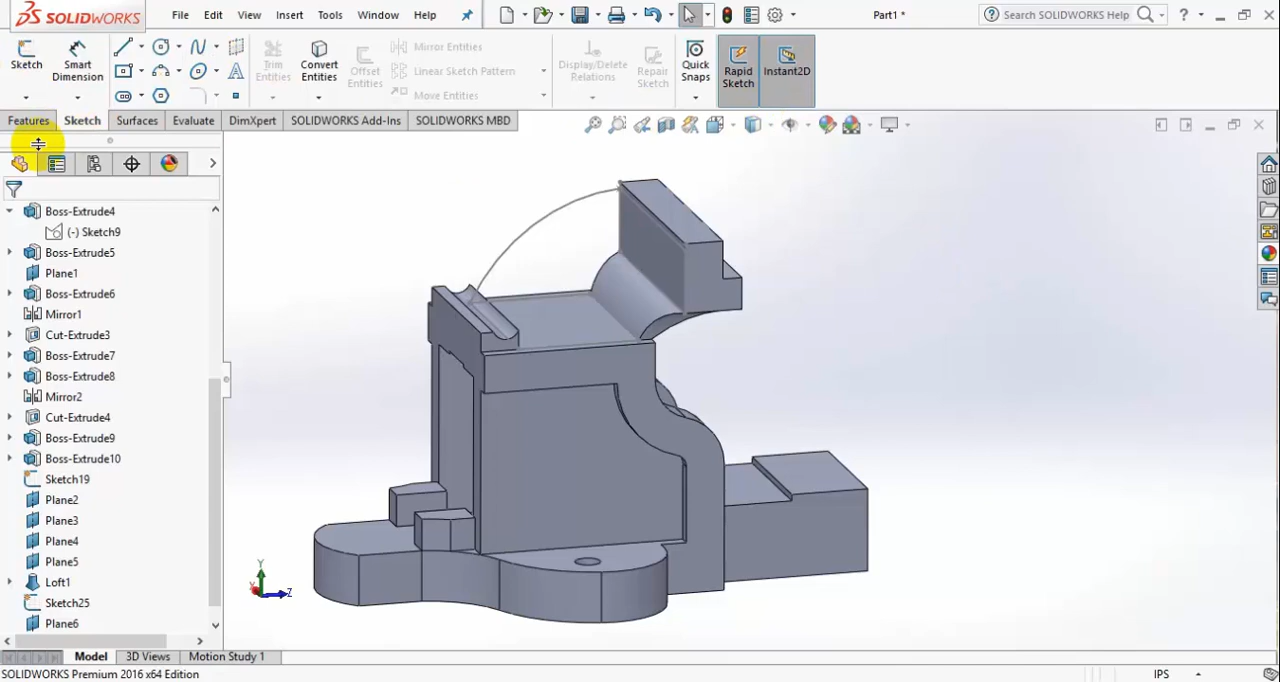 SOLIDWORKS
File Edit View Insert Tools Window Help
Part1 *
Search SOLIDWORKS Help
?
Sketch
Smart Dimension
Trim Entities
Convert Entities
Offset Entities
Mirror Entities
Linear Sketch Pattern
Move Entities
Display/Delete Relations
Repair Sketch
Quick Snaps
Rapid Sketch
Instant2D
Features Sketch Surfaces Evaluate DimXpert SOLIDWORKS Add-Ins SOLIDWORKS MBD
Boss-Extrude4
(-) Sketch9
Boss-Extrude5
Plane1
Boss-Extrude6
Mirror1
Cut-Extrude3
Boss-Extrude7
Boss-Extrude8
Mirror2
Cut-Extrude4
Boss-Extrude9
Boss-Extrude10
Sketch19
Plane2
Plane3
Plane4
Plane5
Loft1
Sketch25
Plane6
Y
Z
Model 3D Views Motion Study 1
SOLIDWORKS Premium 2016 x64 Edition
IPS